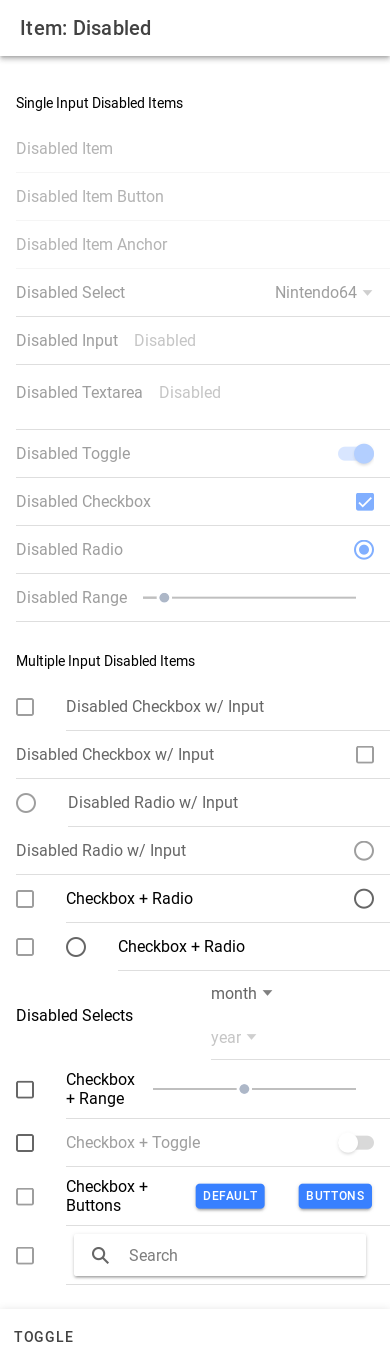 Item: Disabled
Single Input Disabled Items
Disabled Item
Disabled Item Button
Disabled Item Anchor
Disabled Select Nintendo64
Disabled Input Disabled
Disabled Textarea Disabled
Disabled Toggle
Disabled Checkbox
Disabled Radio
Disabled Range
Multiple Input Disabled Items
Disabled Checkbox w/ Input
Disabled Checkbox w/ Input
Disabled Radio w/ Input
Disabled Radio w/ Input
Checkbox + Radio
Checkbox + Radio
month
Disabled Selects
year
Checkbox
+ Range
Checkbox + Toggle
Checkbox +
Buttons
DEFAULT BUTTONS
Search
TOGGLE